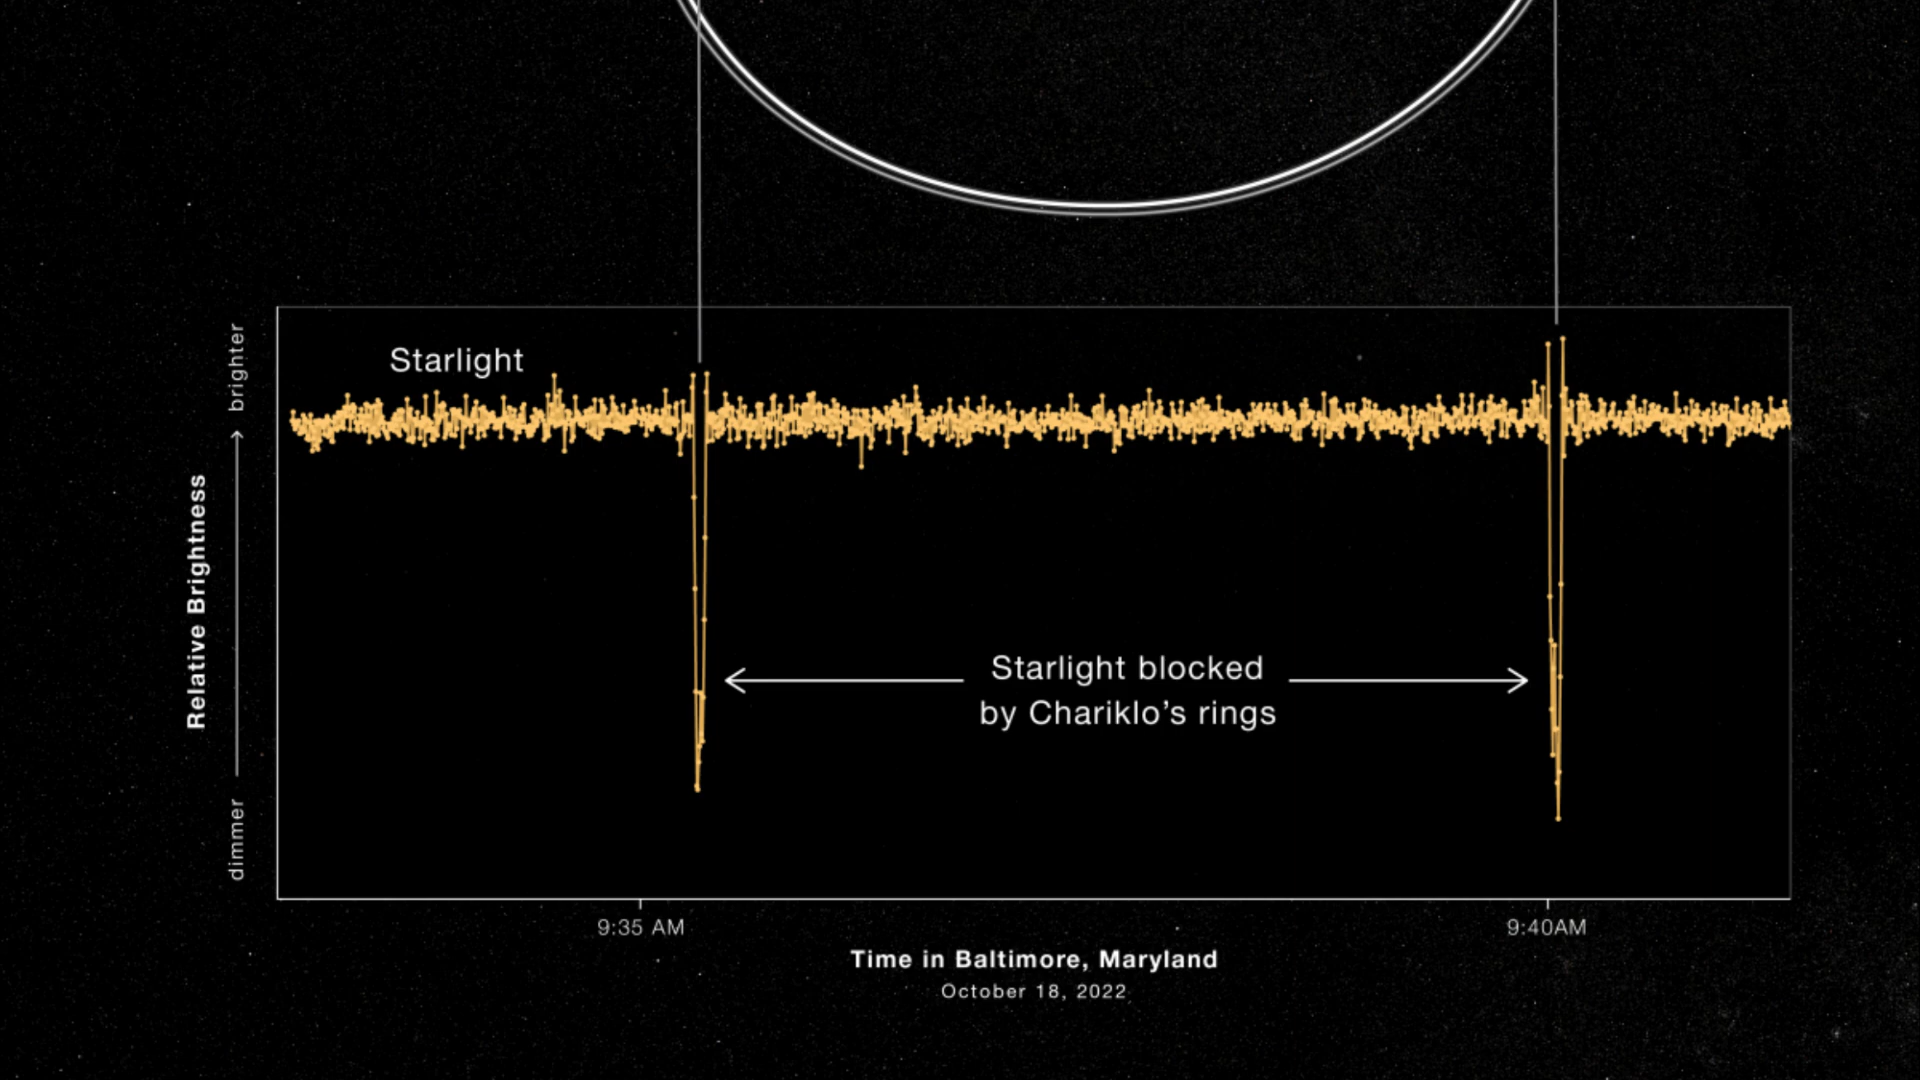 Starlight
brighter
Relative Brightness
dimmer
Starlight blocked
by Chariklo’s rings
9:35 AM
9:40AM
Time in Baltimore, Maryland
October 18, 2022